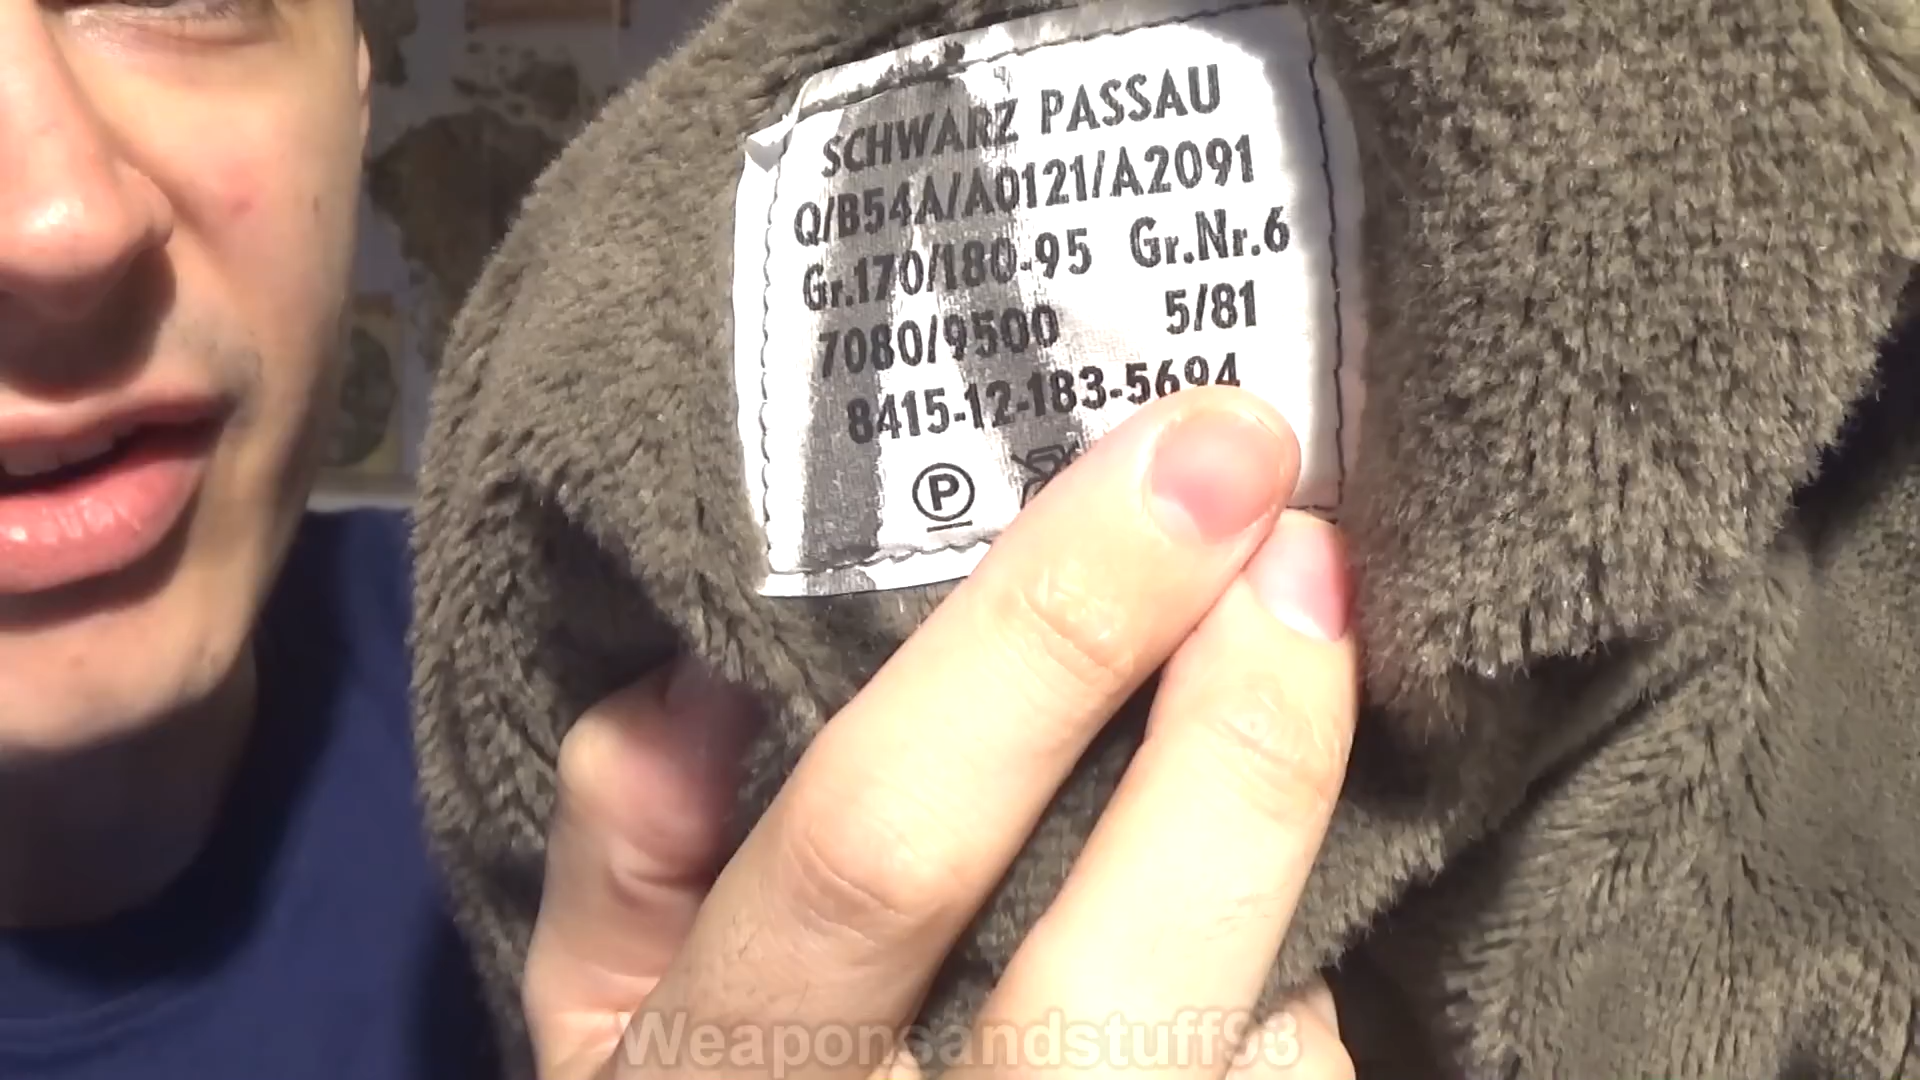 SCHWARZ PASSAU
Q/B54A/A0121/A2091
Gr.170/180-95 Gr.Nr.6
7080/9500 5/81
8415-12-183-5694
P
Weaponsandstuff93